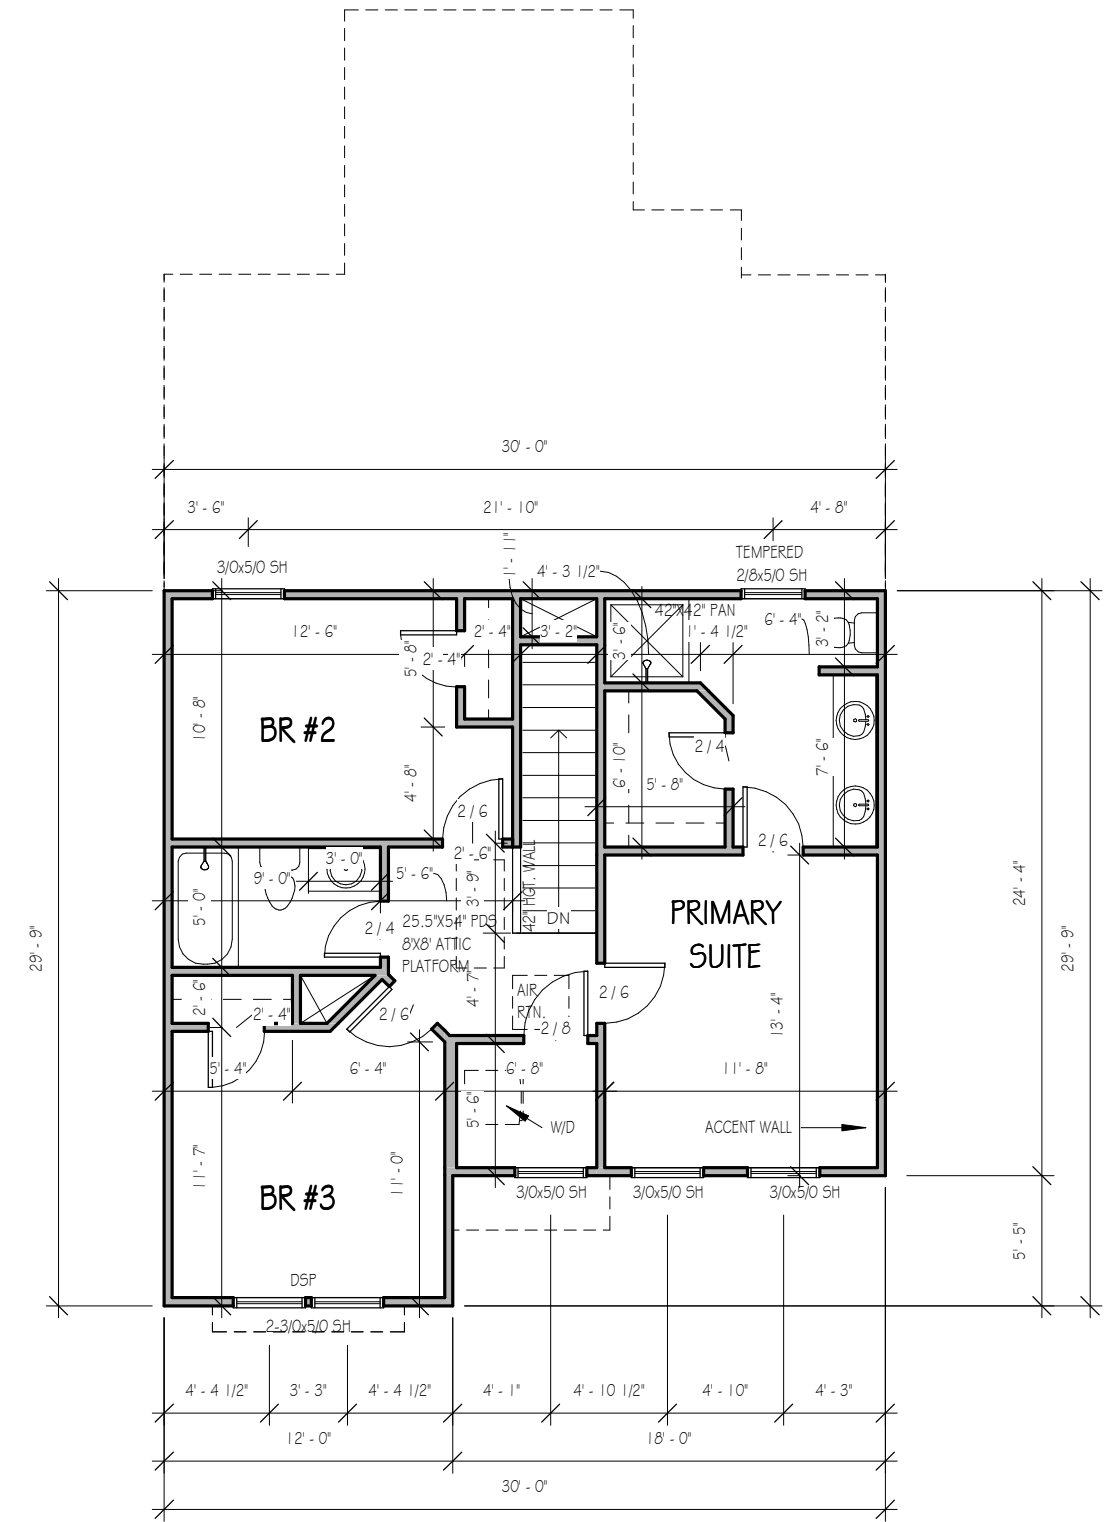 30' - 0"
3' - 6"
21' - 10"
4' - 8"
TEMPERED
3/0x5/0 SH
1' - 11"
4' - 3 1/2"
2/8x5/0 SH
42"X42" PAN
12' - 6"
2' - 4"
3' - 2"
3' - 6"
1' - 4 1/2"
6' - 4"
3' - 2"
5' - 8"
2' - 4"
10' - 8"
BR #2
2/4
6' - 10"
5' - 8"
7' - 6"
4' - 8"
2/6
2/6
2' - 6"
3' - 0"
9' - 0"
5' - 6"
3' - 9"
42" HGT. WALL
5' - 0"
2/4
25.5"X54" PDS
8'X8' ATTIC
PLATFORM
DN
PRIMARY
SUITE
24' - 4"
29' - 9"
29' - 9"
4' - 7"
2' - 6"
2' - 4"
2/6
AIR
RTN.
2/8
2/6
13' - 4"
5' - 4"
6' - 4"
6' - 8"
11' - 8"
5' - 6"
W/D
ACCENT WALL
11' - 7"
11' - 0"
BR #3
3/0x5/0 SH
3/0x5/0 SH
3/0x5/0 SH
5' - 5"
DSP
2-3/0x5/0 SH
4' - 4 1/2"
3' - 3"
4' - 4 1/2"
4' - 1"
4' - 10 1/2"
4' - 10"
4' - 3"
12' - 0"
18' - 0"
30' - 0"